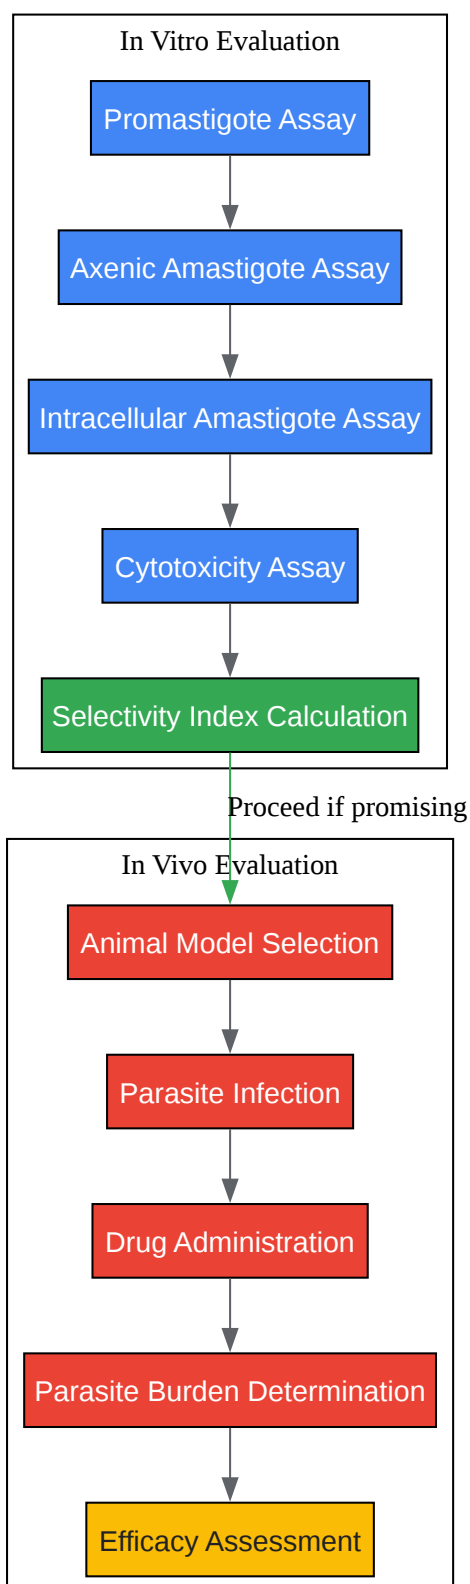 In Vitro Evaluation
Promastigote Assay
Axenic Amastigote Assay
Intracellular Amastigote Assay
Cytotoxicity Assay
Selectivity Index Calculation
Proceed if promising
In Vivo Evaluation
Animal Model Selection
Parasite Infection
Drug Administration
Parasite Burden Determination
Efficacy Assessment